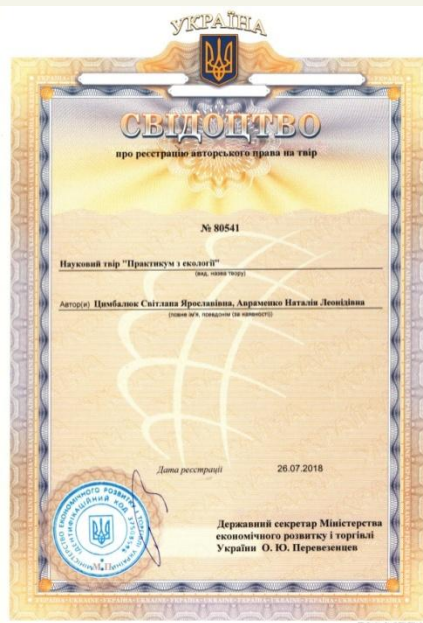 УКРАЇНА
СВІДОЦТВО
про реєстрацію авторського права на твір
№ 80541
Науковий твір "Практикум з екології"
(вид, назва твору)
Автор(и) Цимбалюк Світлана Ярославівна, Авраменко Наталія Леонідівна
(повне ім'я, псевдонім (за наявності))
Дата реєстрації 26.07.2018
Державний секретар Міністерства
економічного розвитку і торгівлі
України О. Ю. Перевезенцев
М.П.